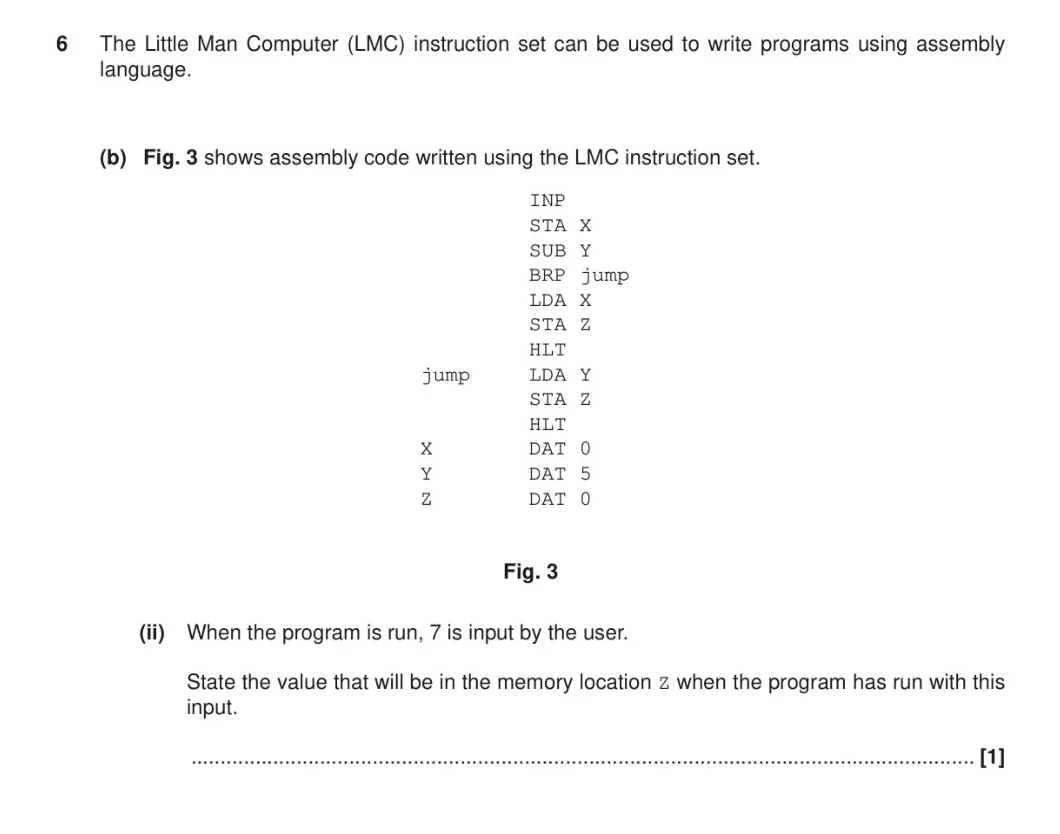 6 The Little Man Computer (LMC) instruction set can be used to write programs using assembly
language.
(b) Fig. 3 shows assembly code written using the LMC instruction set.
INP
STA X
SUB Y
BRP jump
LDA X
STA Z
HLT
jump LDA Y
STA Z
HLT
X DAT 0
Y DAT 5
Z DAT 0
Fig. 3
(ii) When the program is run, 7 is input by the user.
State the value that will be in the memory location Z when the program has run with this
input.
.......................................................................................................................................... [1]